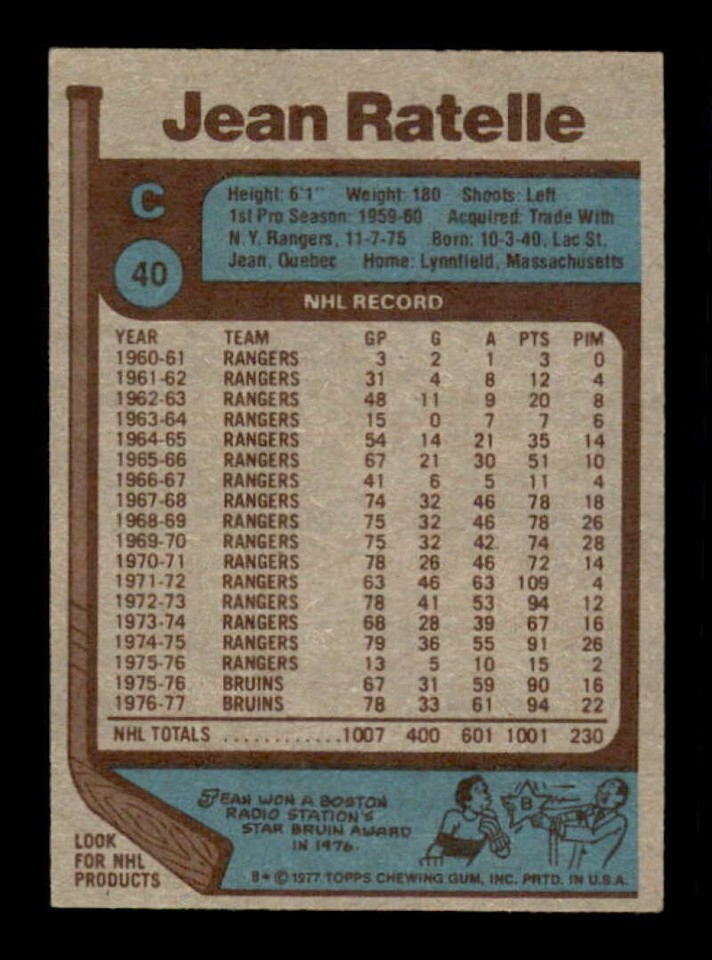 Jean Ratelle
C
40
Height: 6'1" Weight: 180 Shoots: Left
1st Pro Season: 1959-60 Acquired: Trade With
N.Y. Rangers, 11-7-75 Born: 10-3-40, Lac St.
Jean, Quebec Home: Lynnfield, Massachusetts
NHL RECORD
YEAR TEAM GP G A PTS PIM
1960-61 RANGERS 3 2 1 3 0
1961-62 RANGERS 31 4 8 12 4
1962-63 RANGERS 48 11 9 20 8
1963-64 RANGERS 15 0 7 7 6
1964-65 RANGERS 54 14 21 35 14
1965-66 RANGERS 67 21 30 51 10
1966-67 RANGERS 41 6 5 11 4
1967-68 RANGERS 74 32 46 78 18
1968-69 RANGERS 75 32 46 78 26
1969-70 RANGERS 75 32 42 74 28
1970-71 RANGERS 78 26 46 72 14
1971-72 RANGERS 63 46 63 109 4
1972-73 RANGERS 78 41 53 94 12
1973-74 RANGERS 68 28 39 67 16
1974-75 RANGERS 79 36 55 91 26
1975-76 RANGERS 13 5 10 15 2
1975-76 BRUINS 67 31 59 90 16
1976-77 BRUINS 78 33 61 94 22
NHL TOTALS ............1007 400 601 1001 230
JEAN WON A BOSTON
RADIO STATION'S
STAR BRUIN AWARD
IN 1976.
B
LOOK
FOR NHL
PRODUCTS
B* © 1977 TOPPS CHEWING GUM, INC. PRTD. IN U.S.A.